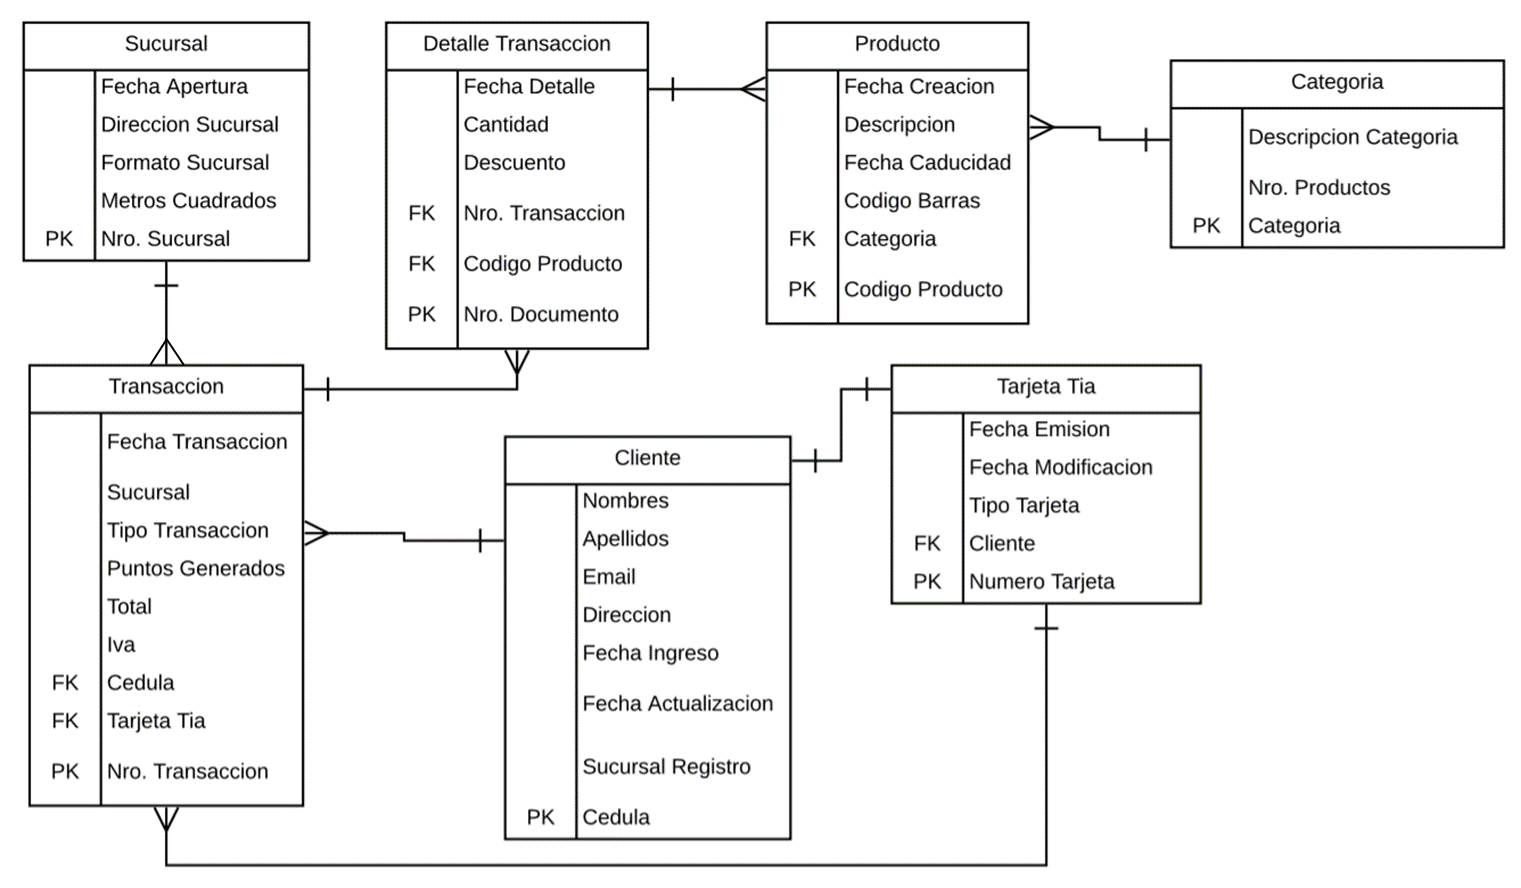 Sucursal
Fecha Apertura
Direccion Sucursal
Formato Sucursal
Metros Cuadrados
PK Nro. Sucursal
Detalle Transaccion
Fecha Detalle
Cantidad
Descuento
FK Nro. Transaccion
FK Codigo Producto
PK Nro. Documento
Producto
Fecha Creacion
Descripcion
Fecha Caducidad
Codigo Barras
FK Categoria
PK Codigo Producto
Categoria
Descripcion Categoria
Nro. Productos
PK Categoria
Transaccion
Fecha Transaccion
Sucursal
Tipo Transaccion
Puntos Generados
Total
Iva
FK Cedula
FK Tarjeta Tia
PK Nro. Transaccion
Cliente
Nombres
Apellidos
Email
Direccion
Fecha Ingreso
Fecha Actualizacion
Sucursal Registro
PK Cedula
Tarjeta Tia
Fecha Emision
Fecha Modificacion
Tipo Tarjeta
FK Cliente
PK Numero Tarjeta